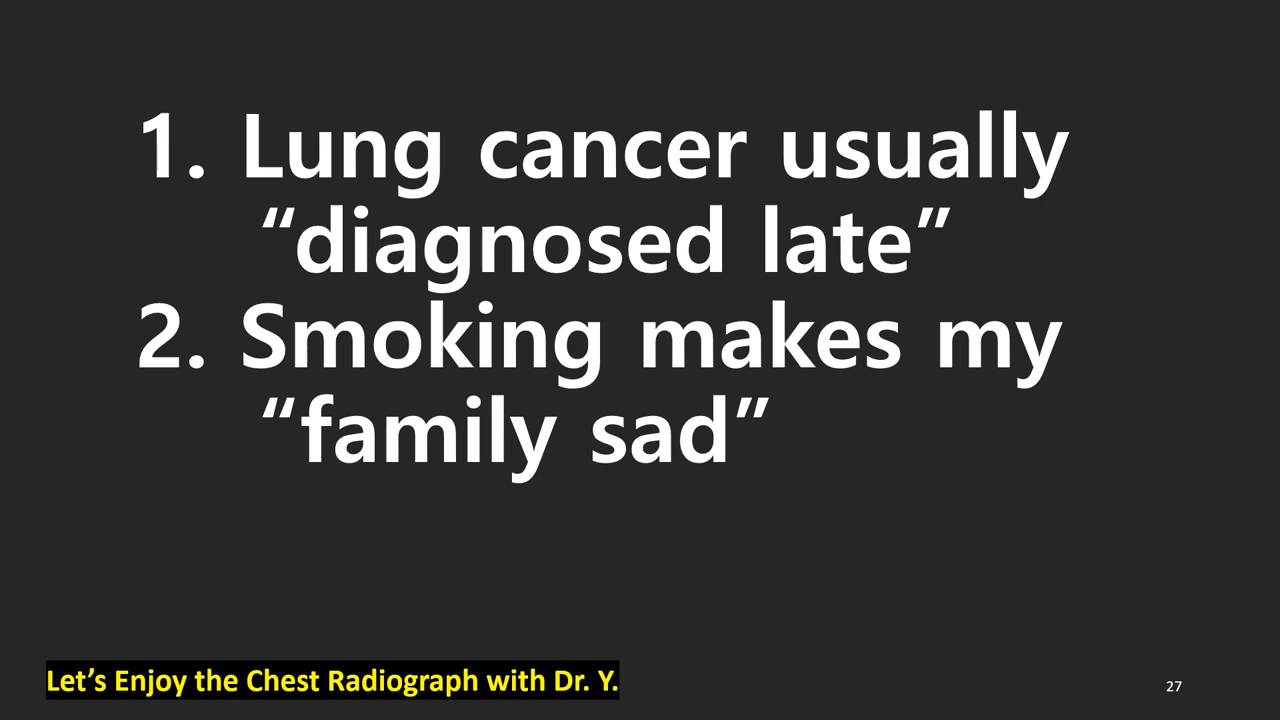 1. Lung cancer usually
“diagnosed late”
2. Smoking makes my
“family sad”
Let’s Enjoy the Chest Radiograph with Dr. Y.
27